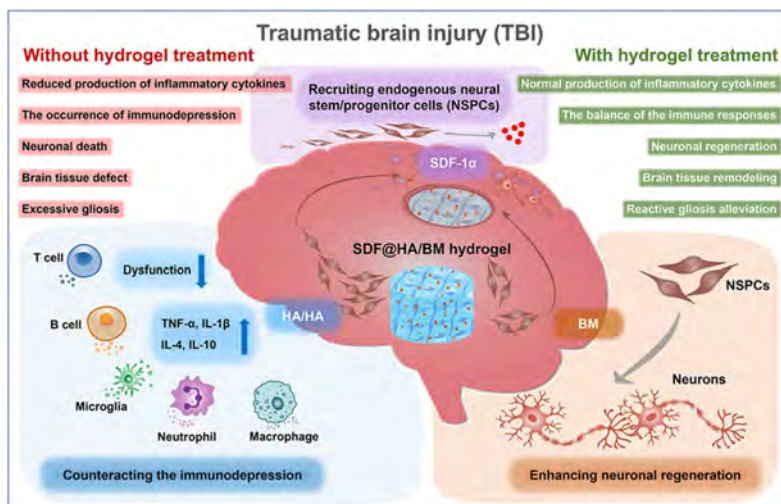 Traumatic brain injury (TBI)
Without hydrogel treatment
With hydrogel treatment
Reduced production of inflammatory cytokines
The occurrence of immunodepression
Neuronal death
Brain tissue defect
Excessive gliosis
Recruiting endogenous neural
stem/progenitor cells (NSPCs)
Normal production of inflammatory cytokines
The balance of the immune responses
Neuronal regeneration
Brain tissue remodeling
Reactive gliosis alleviation
SDF-1α
SDF@HA/BM hydrogel
HA/HA
BM
T cell
Dysfunction
B cell
TNF-α, IL-1β
IL-4, IL-10
Microglia
Neutrophil
Macrophage
Counteracting the immunodepression
NSPCs
Neurons
Enhancing neuronal regeneration